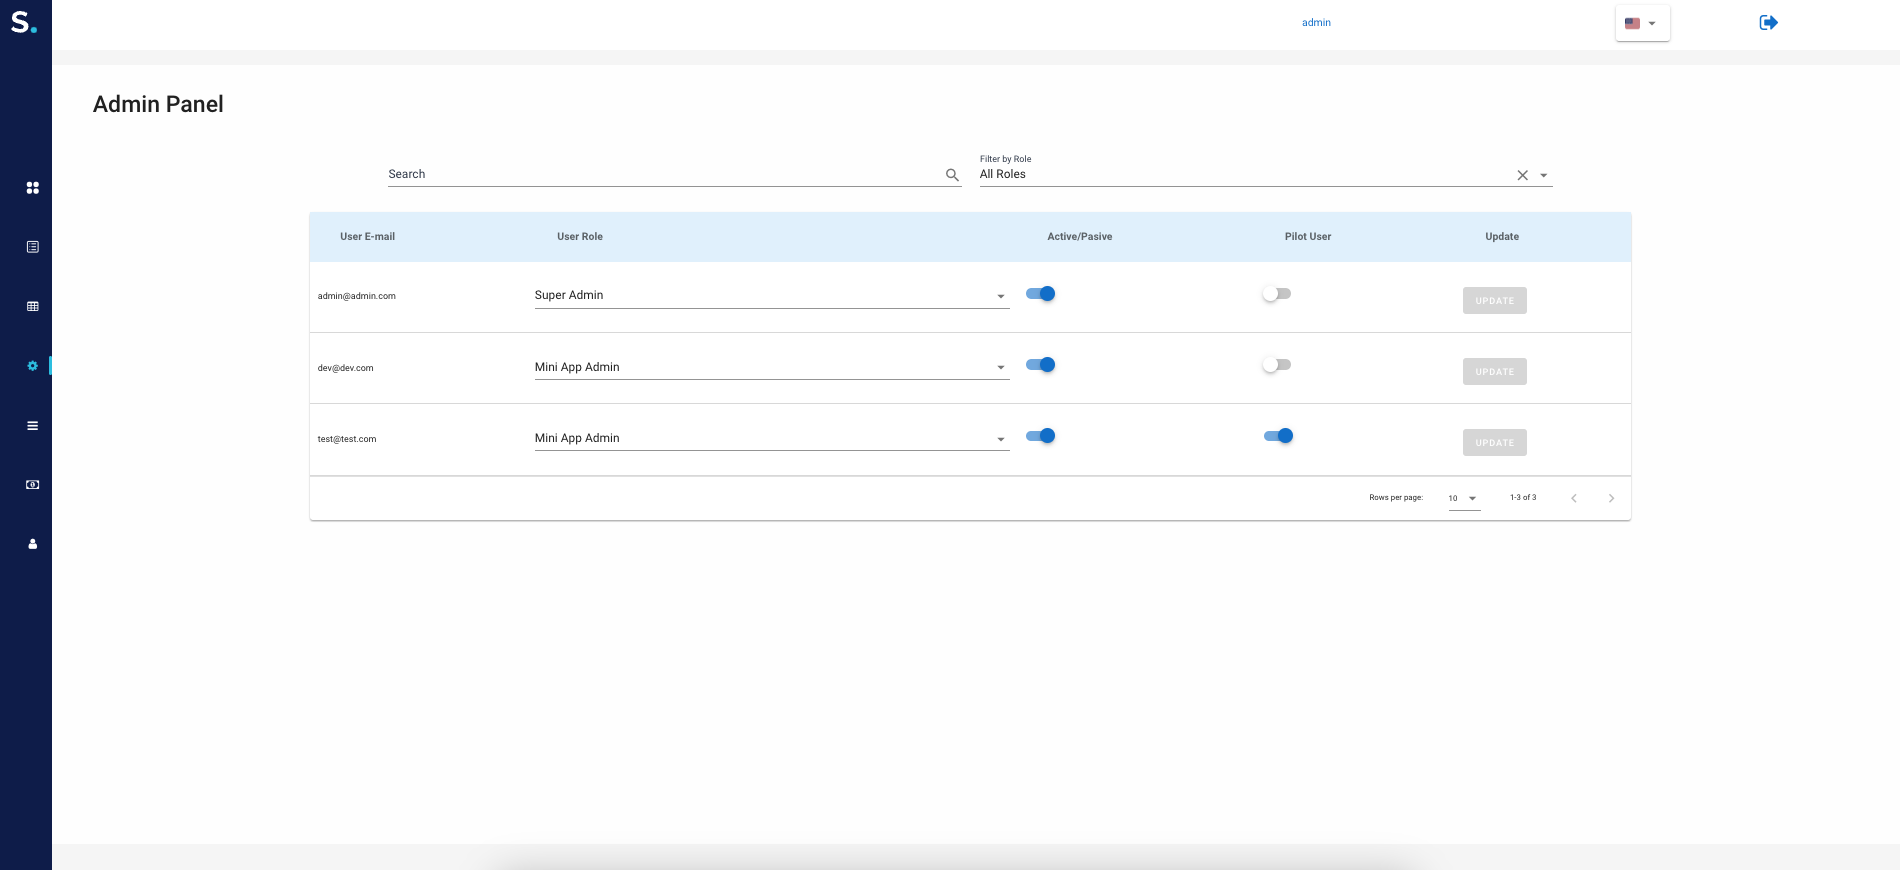 S.
admin
Admin Panel
Search
Filter by Role
All Roles
User E-mail User Role Active/Pasive Pilot User Update
admin@admin.com Super Admin UPDATE
dev@dev.com Mini App Admin UPDATE
test@test.com Mini App Admin UPDATE
Rows per page: 10 1-3 of 3